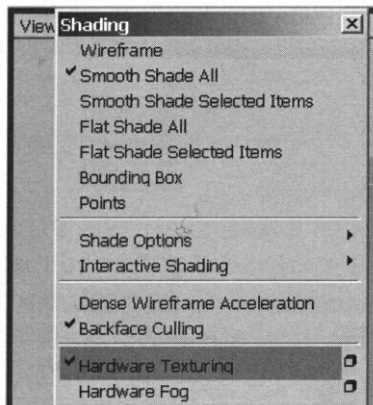 View
Shading
Wireframe
Smooth Shade All
Smooth Shade Selected Items
Flat Shade All
Flat Shade Selected Items
Bounding Box
Points
Shade Options
Interactive Shading
Dense Wireframe Acceleration
Backface Culling
Hardware Texturing
Hardware Fog